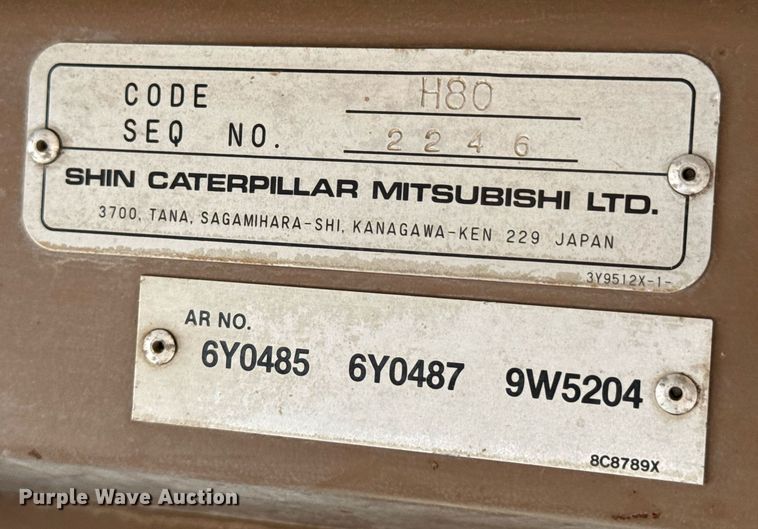 CODE H80
SEQ NO. 2246
SHIN CATERPILLAR MITSUBISHI LTD.
3700, TANA, SAGAMIHARA-SHI, KANAGAWA-KEN 229 JAPAN
3Y9512X-1-
AR NO.
6Y0485 6Y0487 9W5204
8C8789X
Purple Wave Auction